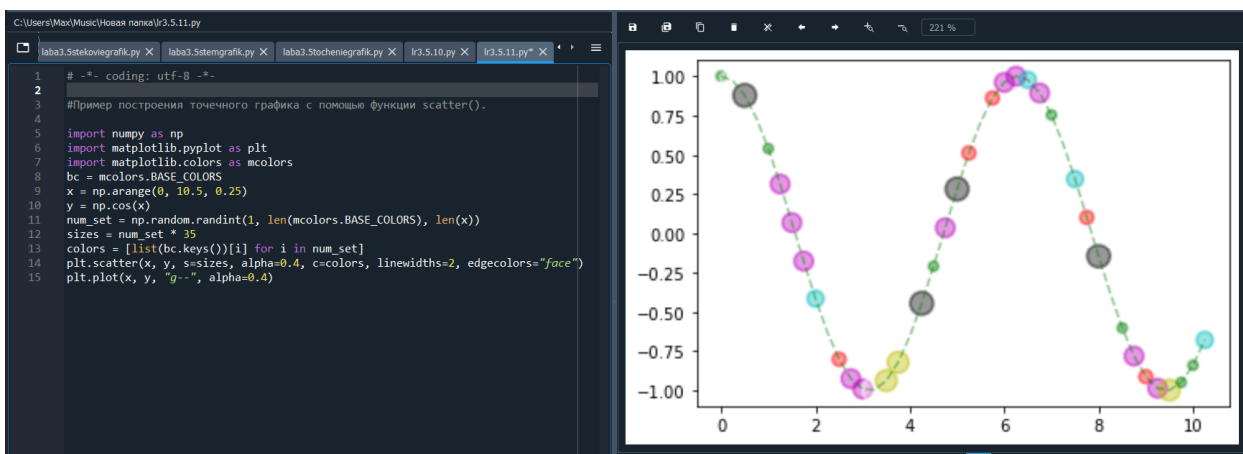 C:\Users\Max\Music\Новая папка\lr3.5.11.py
laba3.5stekoviegrafik.py
laba3.5stemgrafik.py
laba3.5tocheniegrafik.py
lr3.5.10.py
lr3.5.11.py*
1 # -*- coding: utf-8 -*-
2
3 #Пример построения точечного графика с помощью функции scatter().
4
5 import numpy as np
6 import matplotlib.pyplot as plt
7 import matplotlib.colors as mcolors
8 bc = mcolors.BASE_COLORS
9 x = np.arange(0, 10.5, 0.25)
10 y = np.cos(x)
11 num_set = np.random.randint(1, len(mcolors.BASE_COLORS), len(x))
12 sizes = num_set * 35
13 colors = [list(bc.keys())[i] for i in num_set]
14 plt.scatter(x, y, s=sizes, alpha=0.4, c=colors, linewidths=2, edgecolors="face")
15 plt.plot(x, y, "g--", alpha=0.4)
221 %
1.00
0.75
0.50
0.25
0.00
−0.25
−0.50
−0.75
−1.00
0 2 4 6 8 10